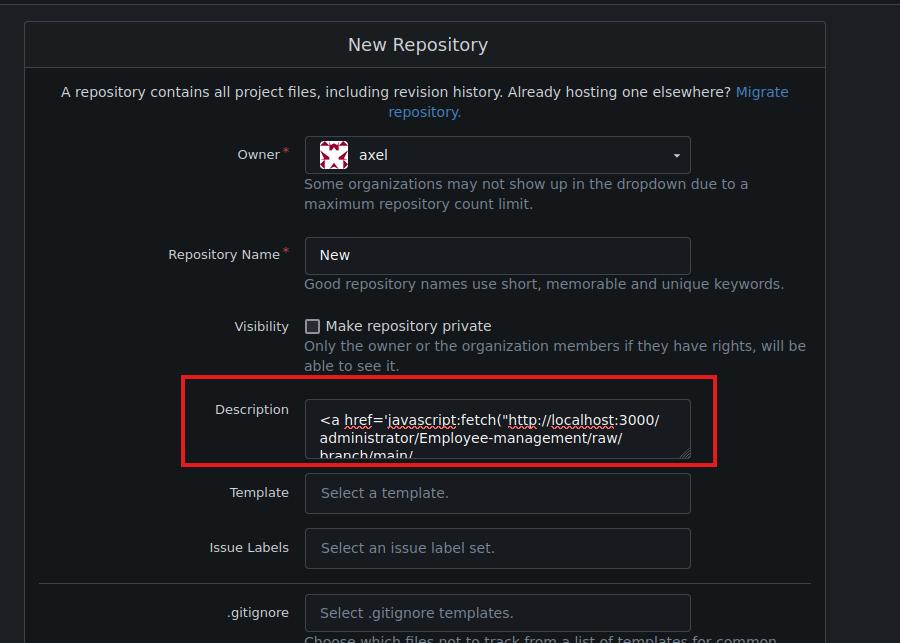 New Repository
A repository contains all project files, including revision history. Already hosting one elsewhere? Migrate
repository.
Owner *
axel
Some organizations may not show up in the dropdown due to a
maximum repository count limit.
Repository Name *
New
Good repository names use short, memorable and unique keywords.
Visibility
Make repository private
Only the owner or the organization members if they have rights, will be
able to see it.
Description
<a href='javascript:fetch("http://localhost:3000/
administrator/Employee-management/raw/
branch/main/
Template
Select a template.
Issue Labels
Select an issue label set.
.gitignore
Select .gitignore templates.
Choose which files not to track from a list of templates for common